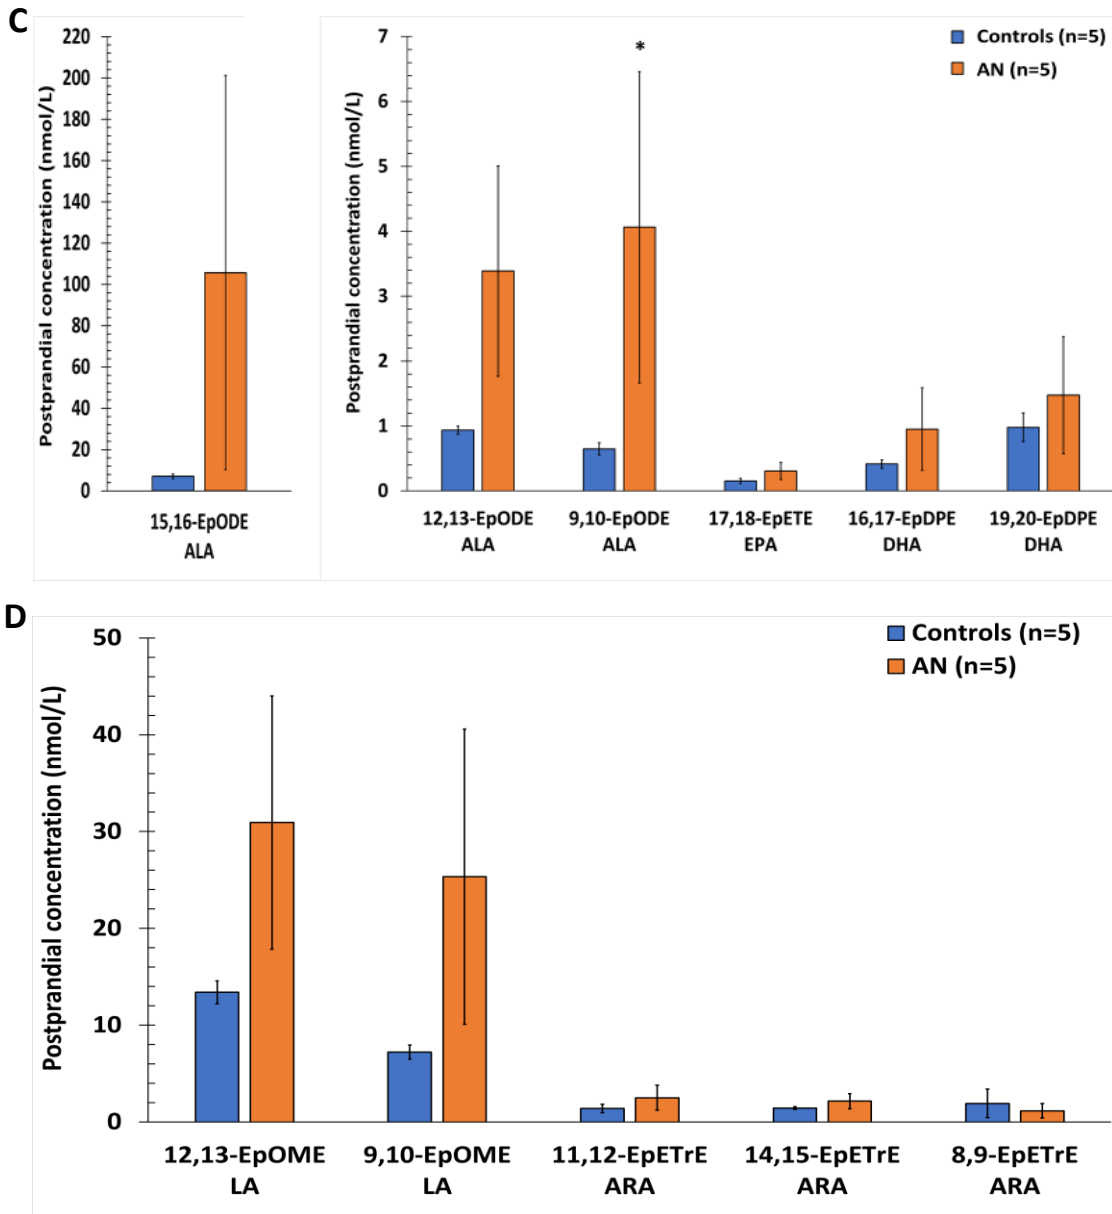 C
Postprandial concentration (nmol/L)
220
200
180
160
140
120
100
80
60
40
20
0
15,16-EpODE
ALA
Postprandial concentration (nmol/L)
7
6
5
4
3
2
1
0
*
Controls (n=5)
AN (n=5)
12,13-EpODE 9,10-EpODE 17,18-EpETE 16,17-EpDPE 19,20-EpDPE
ALA ALA EPA DHA DHA
D
Postprandial concentration (nmol/L)
50
40
30
20
10
0
Controls (n=5)
AN (n=5)
12,13-EpOME 9,10-EpOME 11,12-EpETrE 14,15-EpETrE 8,9-EpETrE
LA LA ARA ARA ARA